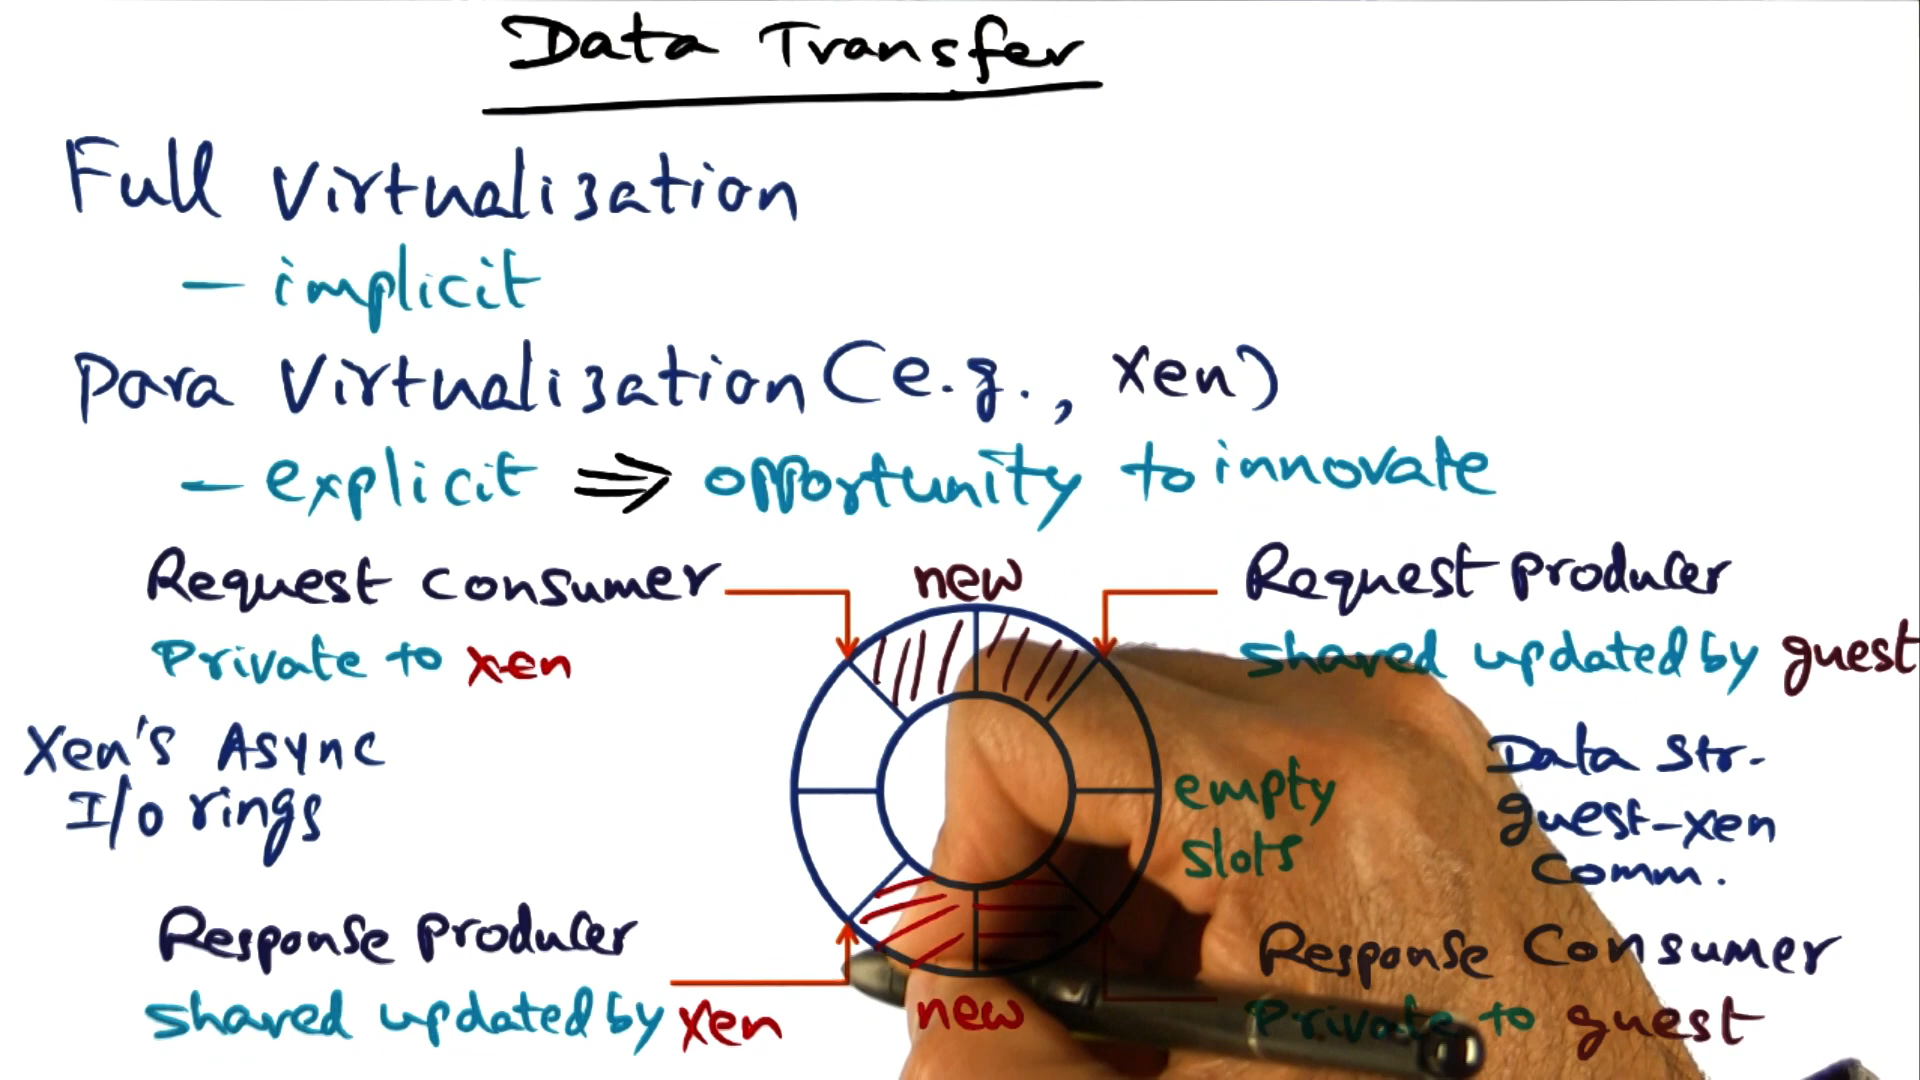 Data Transfer
Full virtualization
- implicit
Para virtualization (e.g., Xen)
- explicit ⇒ opportunity to innovate
Request Consumer
Private to xen
new
Request Producer
shared updated by guest
Xen's Async
I/o rings
empty
slots
Data Str.
guest-xen
Comm.
Response Producer
shared updated by Xen
new
Response Consumer
Private to guest